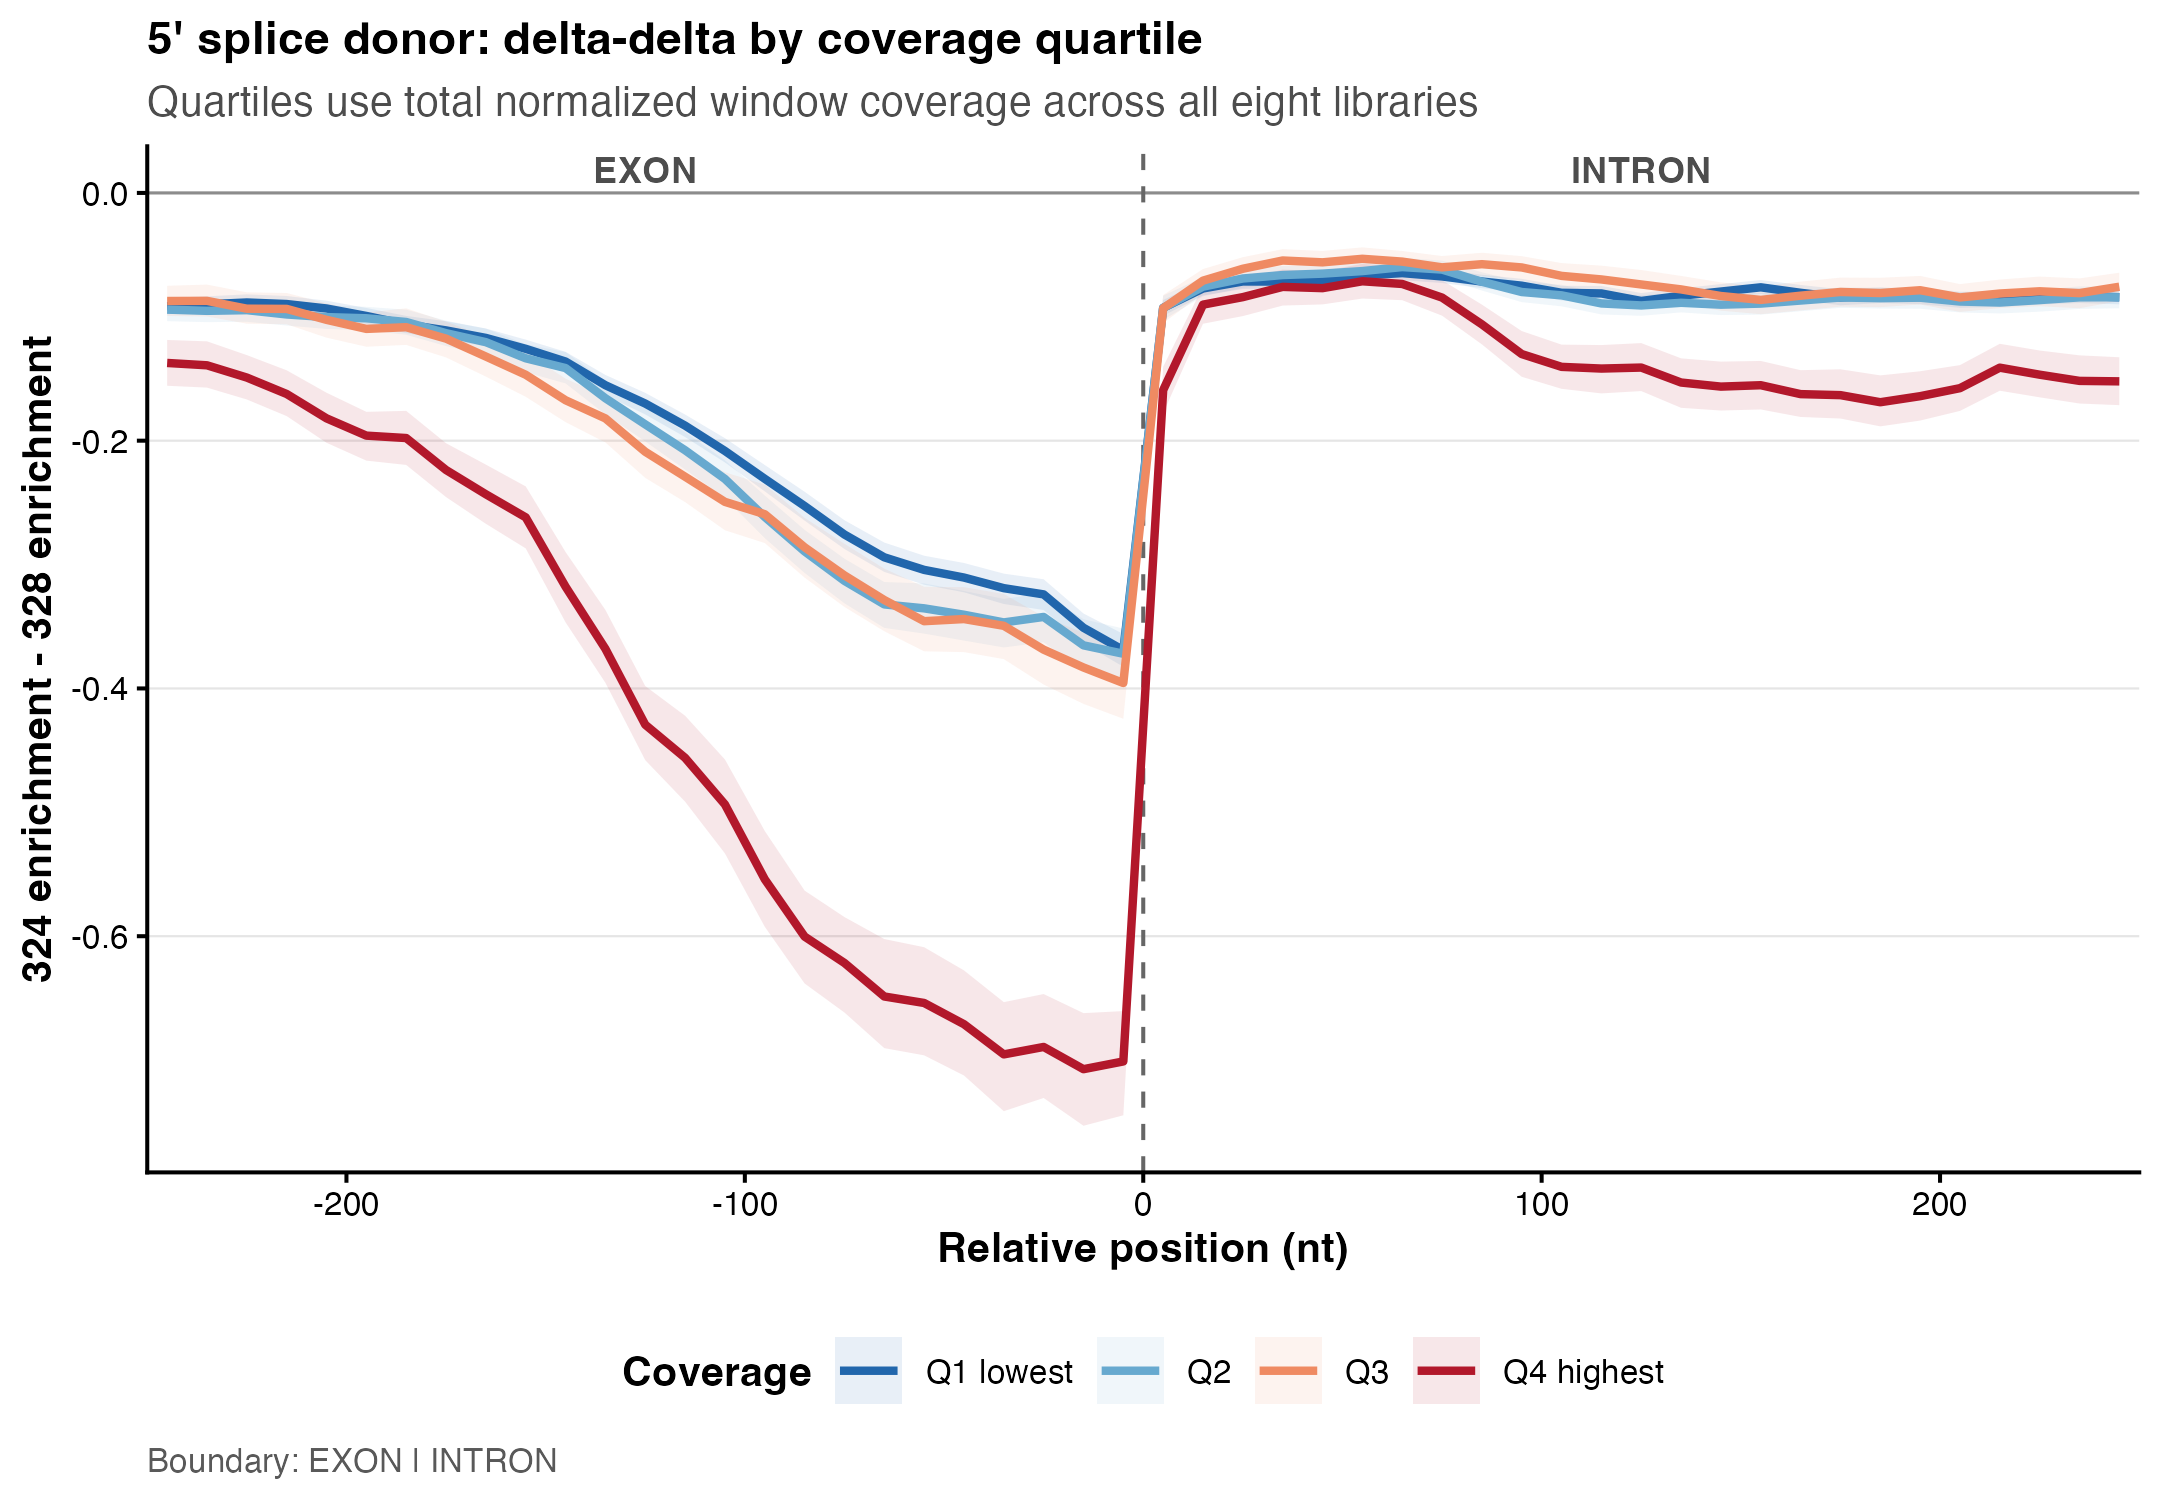 5' splice donor: delta-delta by coverage quartile
Quartiles use total normalized window coverage across all eight libraries
EXON
INTRON
0.0
-0.2
-0.4
-0.6
324 enrichment - 328 enrichment
-200
-100
0
100
200
Relative position (nt)
Coverage
Q1 lowest
Q2
Q3
Q4 highest
Boundary: EXON | INTRON